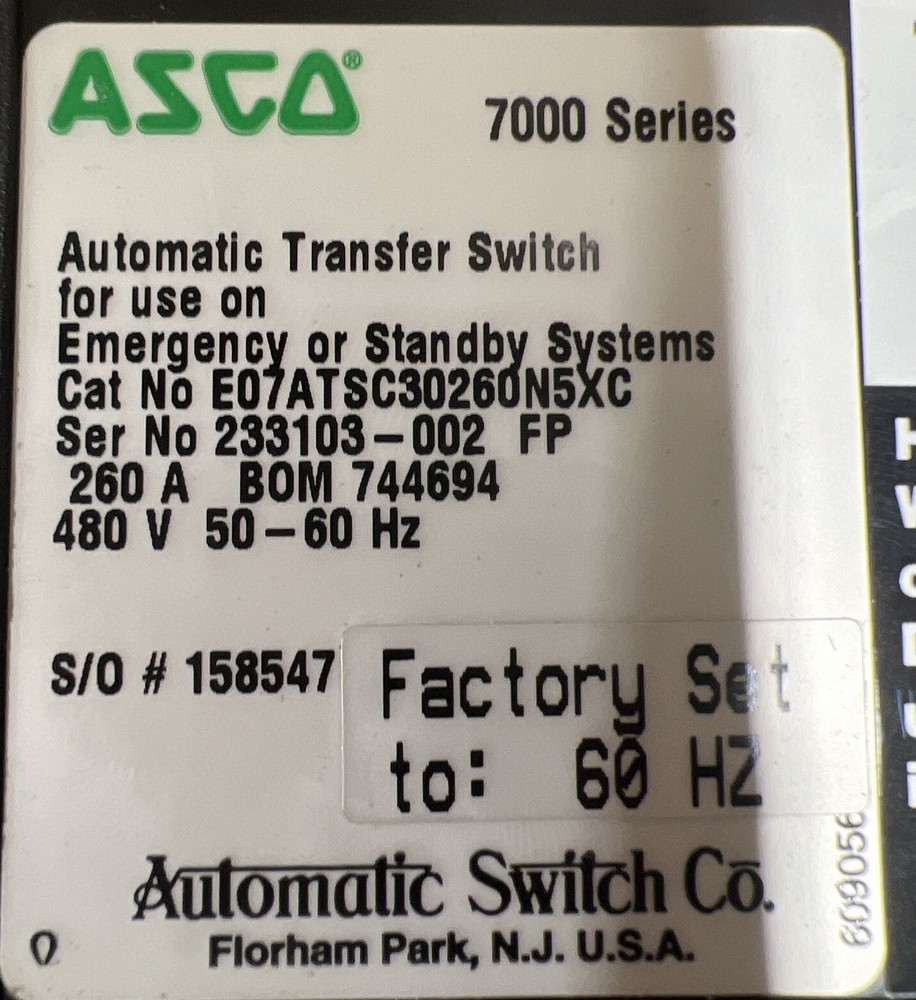 ASCO®
7000 Series
Automatic Transfer Switch
for use on
Emergency or Standby Systems
Cat No E07ATSC30260N5XC
Ser No 233103-002 FP
260 A BOM 744694
480 V 50-60 Hz
S/O # 158547
Factory Set
to: 60 HZ
Automatic Switch Co.
Florham Park, N.J. U.S.A.
0